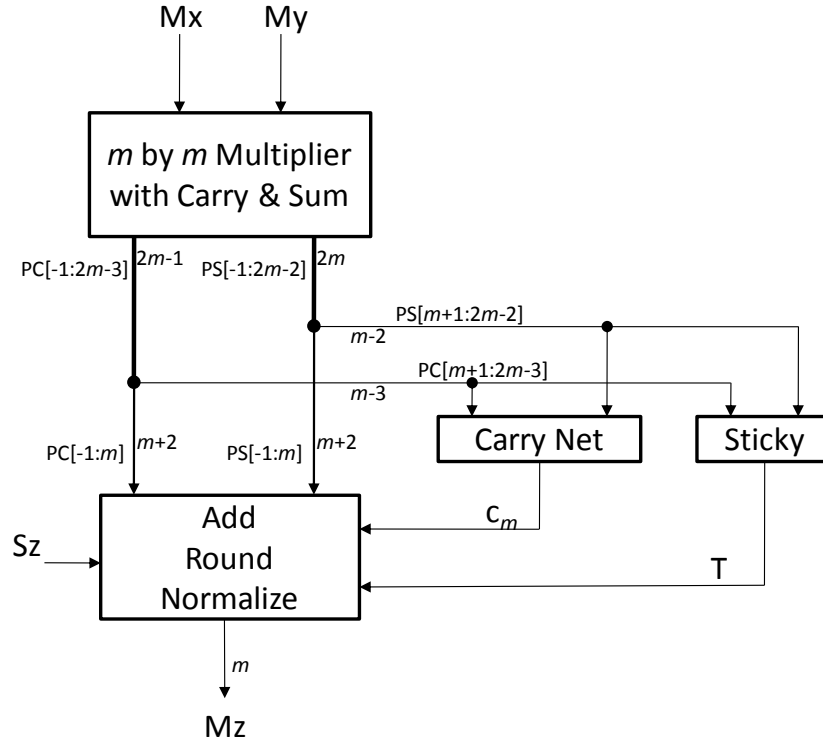 Mx
My
m by m Multiplier
with Carry & Sum
PC[-1:2m-3]
2m-1
PS[-1:2m-2]
2m
PS[m+1:2m-2]
m-2
PC[m+1:2m-3]
m-3
Carry Net
Sticky
PC[-1:m]
m+2
PS[-1:m]
m+2
Add
Round
Normalize
cm
Sz
T
m
Mz